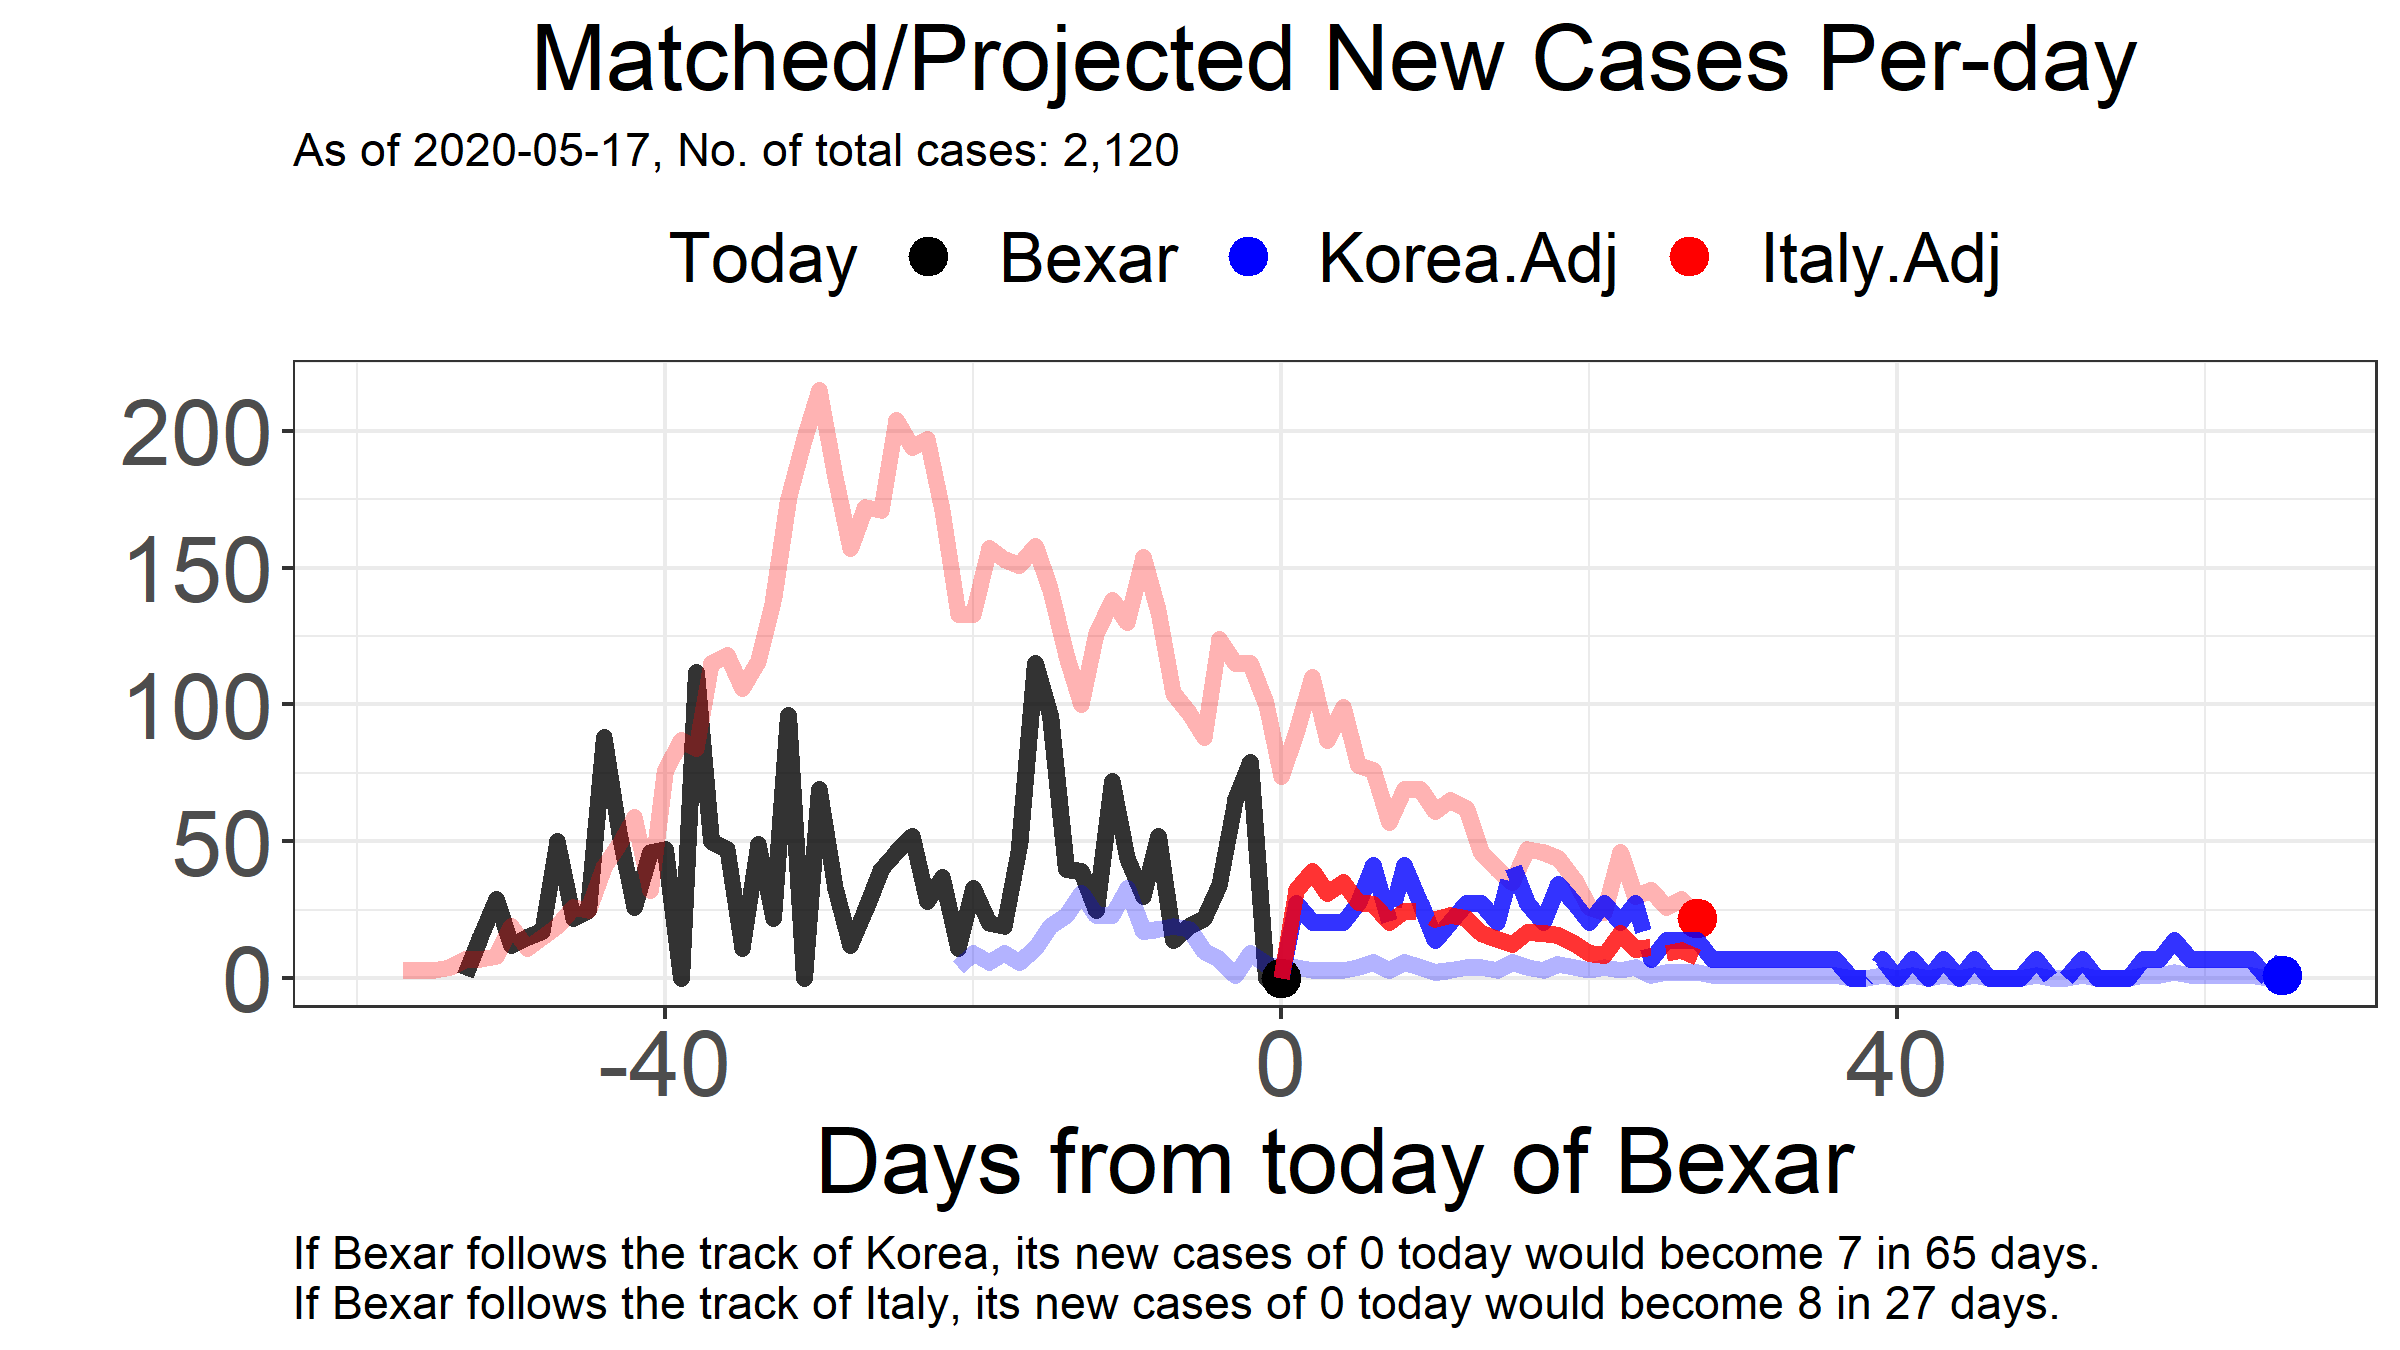 Matched/Projected New Cases Per-day
As of 2020-05-17, No. of total cases: 2,120
Today Bexar Korea.Adj Italy.Adj
200
150
100
50
0
-40 0 40
Days from today of Bexar
If Bexar follows the track of Korea, its new cases of 0 today would become 7 in 65 days.
If Bexar follows the track of Italy, its new cases of 0 today would become 8 in 27 days.